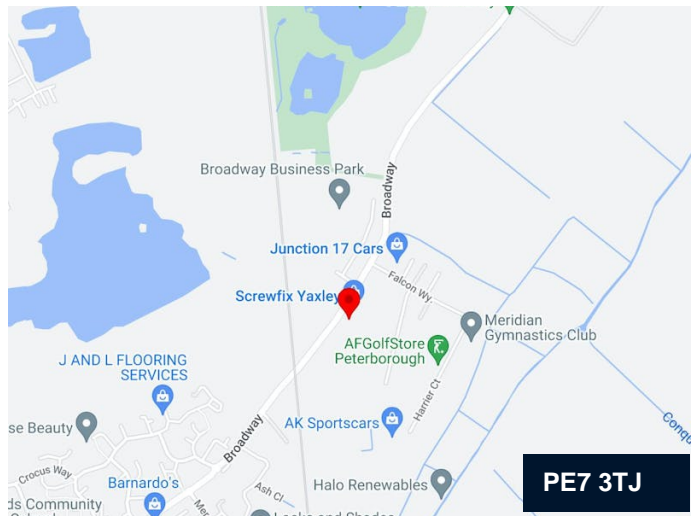 Broadway Business Park
Broadway
Junction 17 Cars
Falcon Wy
Screwfix Yaxley
Meridian
Gymnastics Club
AFGolfStore
Peterborough
J AND L FLOORING
SERVICES
Harrier Ct
AK Sportscars
se Beauty
Broadway
Conq
Crocus Way
Barnardo's
Ash Cl
Halo Renewables
PE7 3TJ
ds Community